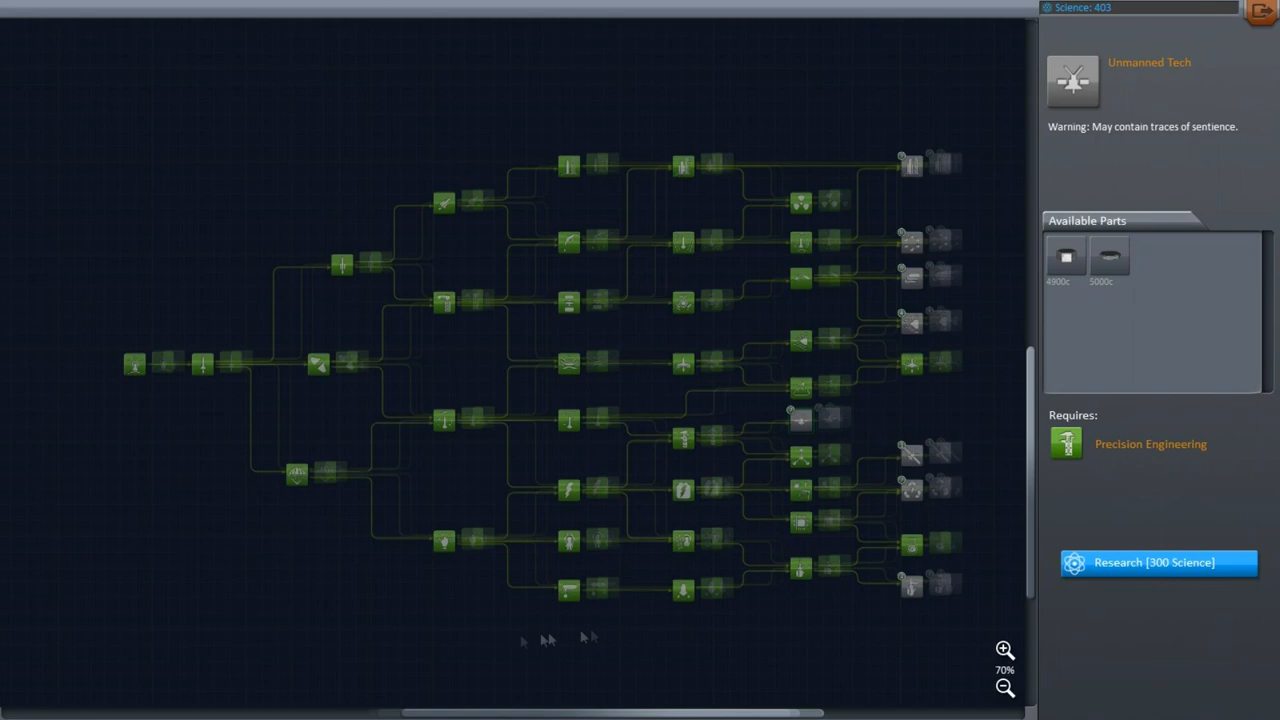 Science: 403
Unmanned Tech
Warning: May contain traces of sentience.
Available Parts
4900c 5000c
Requires:
Precision Engineering
Research [300 Science]
70%